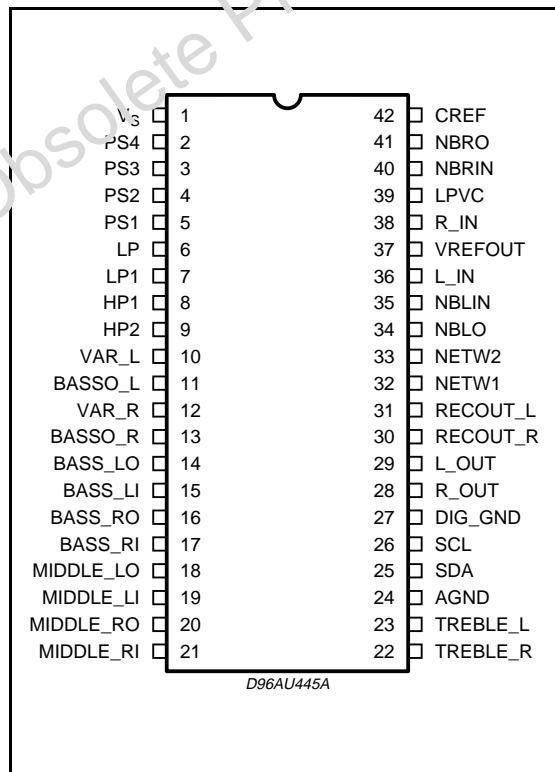 Obsolete Pr
VS 1 42 CREF
PS4 2 41 NBRO
PS3 3 40 NBRIN
PS2 4 39 LPVC
PS1 5 38 R_IN
LP 6 37 VREFOUT
LP1 7 36 L_IN
HP1 8 35 NBLIN
HP2 9 34 NBLO
VAR_L 10 33 NETW2
BASSO_L 11 32 NETW1
VAR_R 12 31 RECOUT_L
BASSO_R 13 30 RECOUT_R
BASS_LO 14 29 L_OUT
BASS_LI 15 28 R_OUT
BASS_RO 16 27 DIG_GND
BASS_RI 17 26 SCL
MIDDLE_LO 18 25 SDA
MIDDLE_LI 19 24 AGND
MIDDLE_RO 20 23 TREBLE_L
MIDDLE_RI 21 22 TREBLE_R
D96AU445A